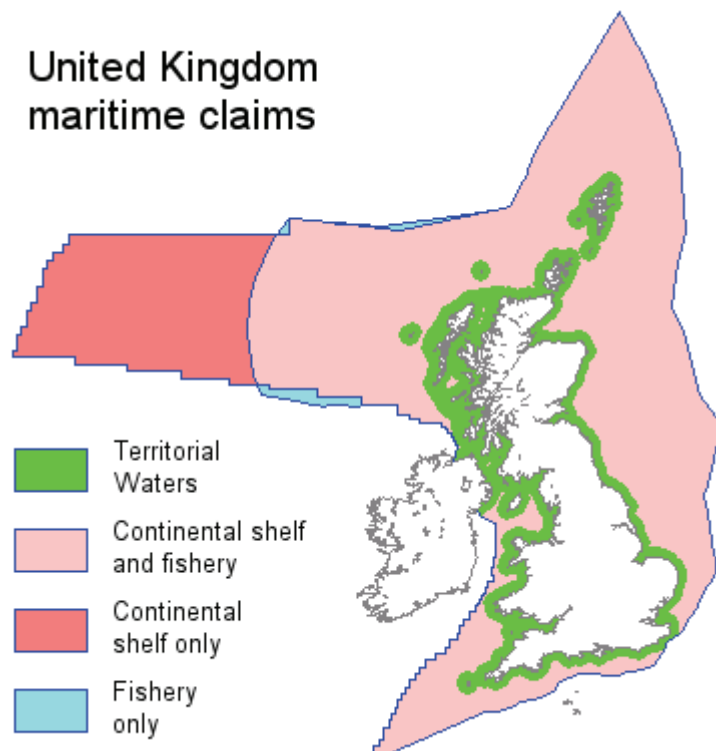 United Kingdom
maritime claims
Territorial
Waters
Continental shelf
and fishery
Continental
shelf only
Fishery
only